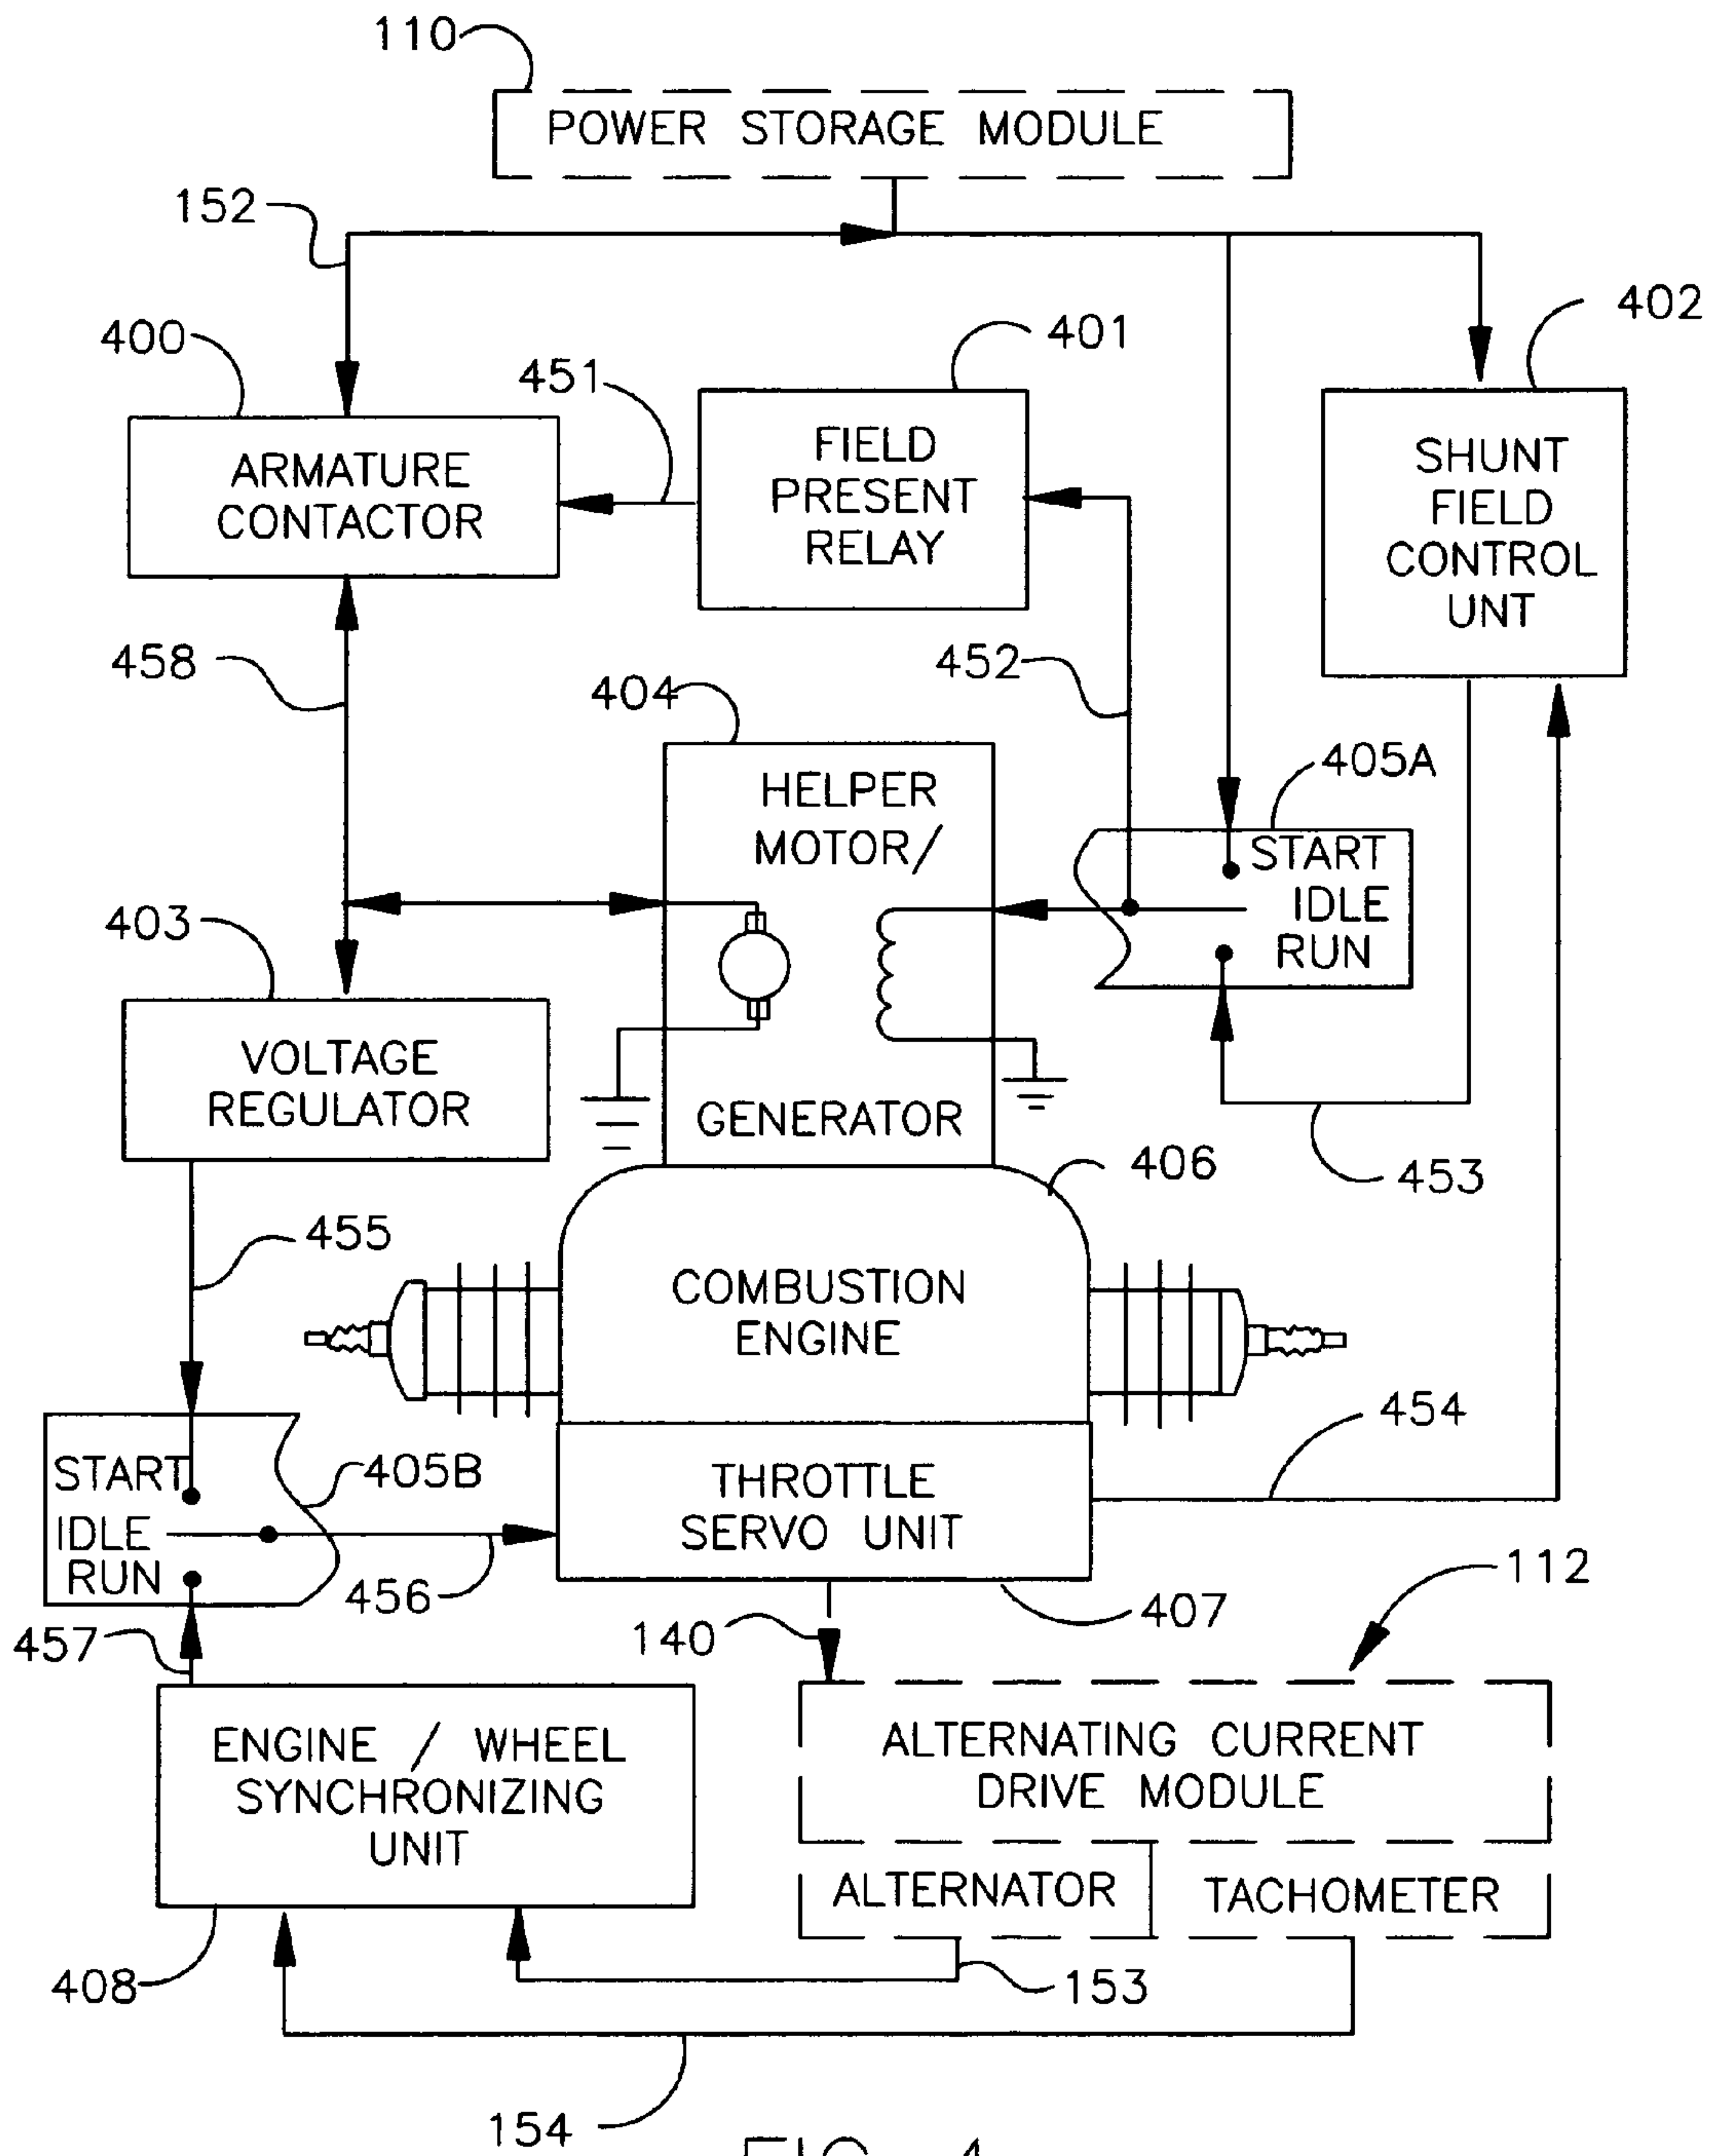 110
POWER STORAGE MODULE
152
400
401
402
451
ARMATURE
CONTACTOR
FIELD
PRESENT
RELAY
SHUNT
FIELD
CONTROL
UNT
458
452
404
405A
HELPER
MOTOR/
START
IDLE
RUN
403
VOLTAGE
REGULATOR
GENERATOR
406
453
455
COMBUSTION
ENGINE
454
START
IDLE
RUN
405B
THROTTLE
SERVO UNIT
456
112
407
140
457
ENGINE / WHEEL
SYNCHRONIZING
UNIT
ALTERNATING CURRENT
DRIVE MODULE
ALTERNATOR
TACHOMETER
408
153
154